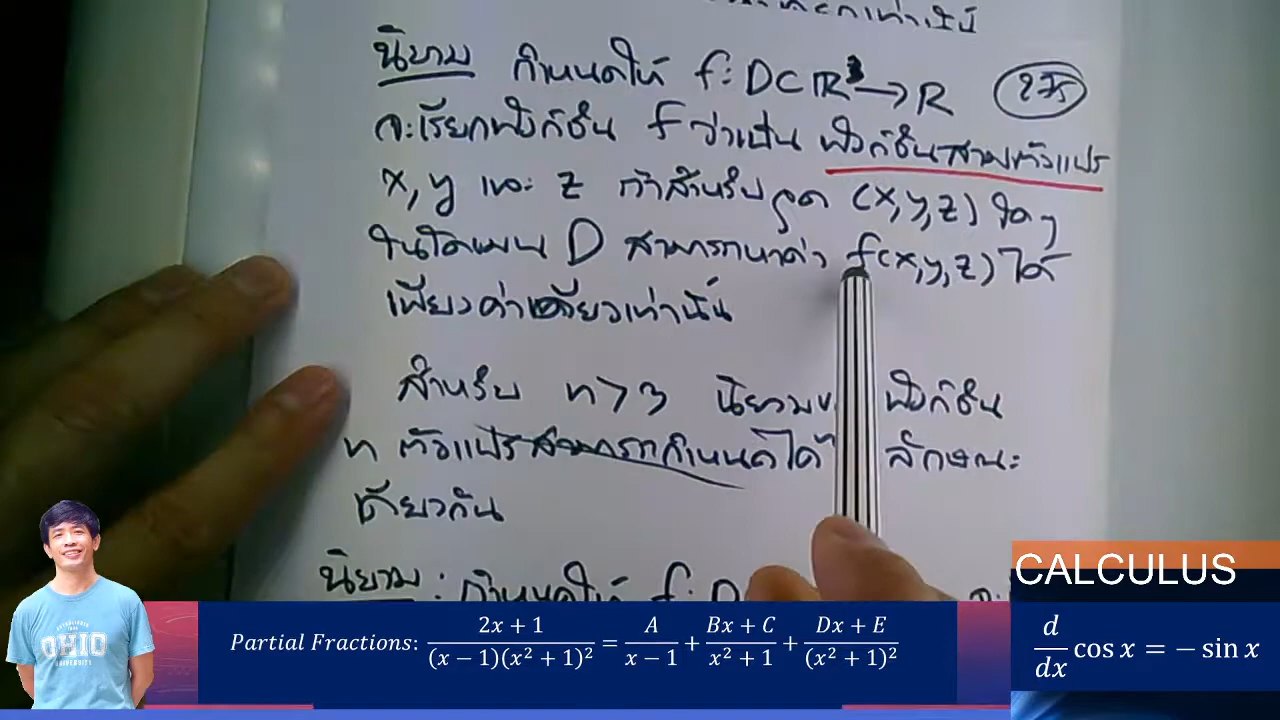 นิยาม กำหนดให้ f: D⊂ℝ³ → R
จะเรียกฟังก์ชัน f ว่าเป็น ฟังก์ชันสามตัวแปร
x, y และ z ถ้าสำหรับจุด (x,y,z) ใด ๆ
ในโดเมน D สามารถหาค่า f(x,y,z) ได้
เพียงค่าเดียวเท่านั้น
สำหรับ n > 3 นิยาม ฟังก์ชัน
n ตัวแปรสามารถกำหนดได้ ลักษณะ
เดียวกัน
นิยาม : กำหนดให้ f: D
CALCULUS
Partial Fractions: (2x + 1)/((x − 1)(x² + 1)²) = A/(x − 1) + (Bx + C)/(x² + 1) + (Dx + E)/(x² + 1)²
d/dx cos x = − sin x
OHIO
UNIVERSITY